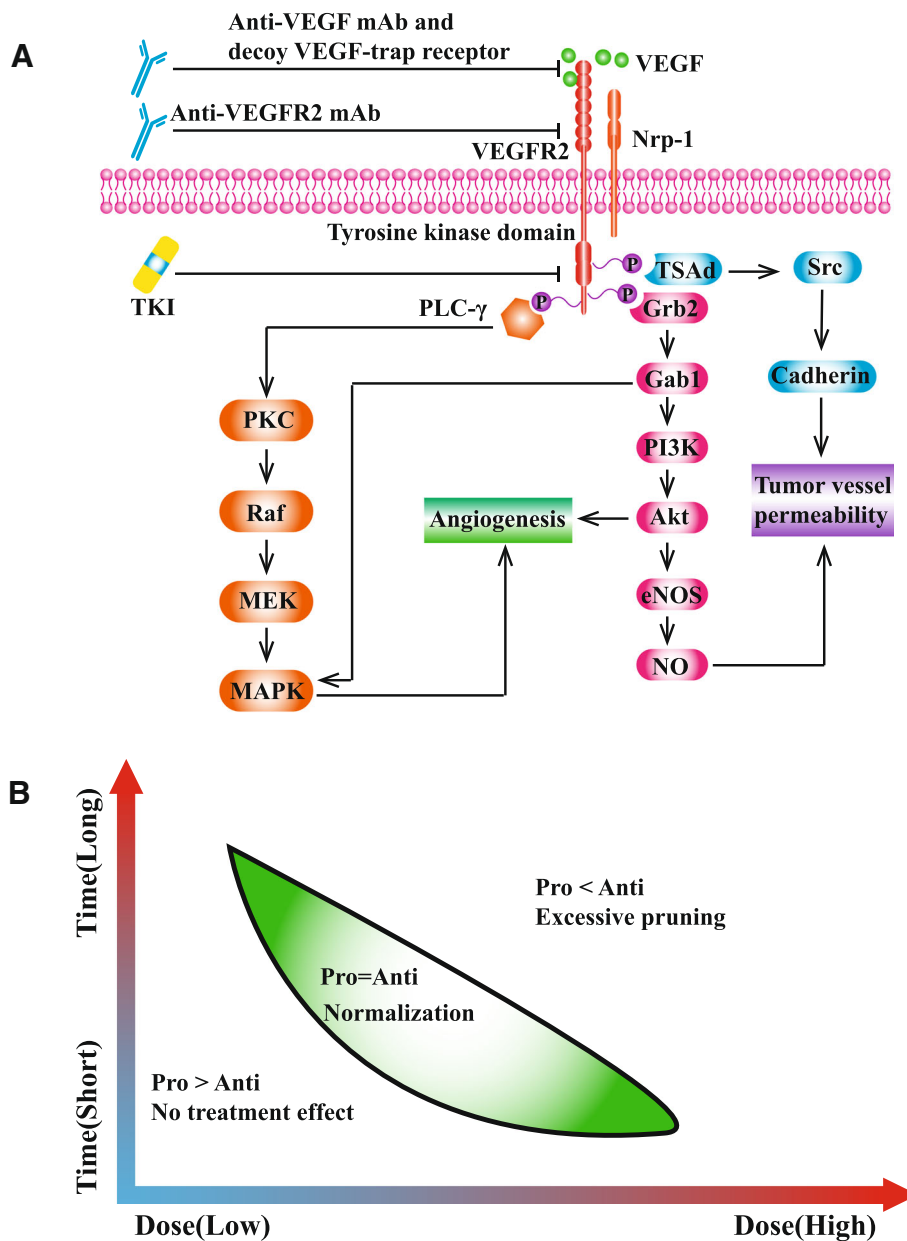 A
Anti-VEGF mAb and
decoy VEGF-trap receptor
VEGF
Anti-VEGFR2 mAb
VEGFR2
Nrp-1
Tyrosine kinase domain
TKI
P
TSAd
Src
PLC-γ
P
P
Grb2
Gab1
Cadherin
PKC
PI3K
Raf
Angiogenesis
Akt
Tumor vessel
permeability
MEK
eNOS
MAPK
NO
B
Time(Long)
Pro < Anti
Excessive pruning
Pro=Anti
Normalization
Time(Short)
Pro > Anti
No treatment effect
Dose(Low)
Dose(High)